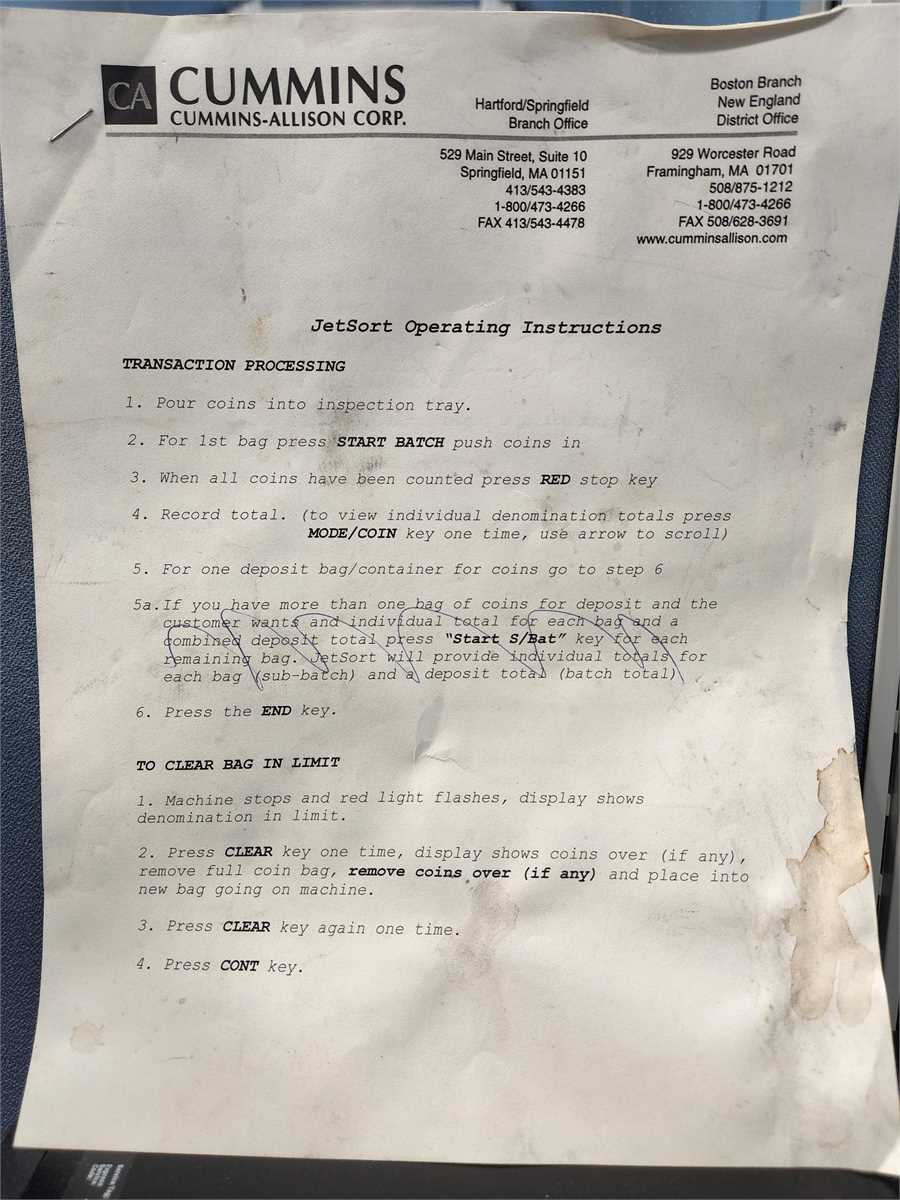 CA CUMMINS
CUMMINS-ALLISON CORP.
Hartford/Springfield
Branch Office
529 Main Street, Suite 10
Springfield, MA 01151
413/543-4383
1-800/473-4266
FAX 413/543-4478
Boston Branch
New England
District Office
929 Worcester Road
Framingham, MA 01701
508/875-1212
1-800/473-4266
FAX 508/628-3691
www.cumminsallison.com
JetSort Operating Instructions
TRANSACTION PROCESSING
1. Pour coins into inspection tray.
2. For 1st bag press START BATCH push coins in
3. When all coins have been counted press RED stop key
4. Record total. (to view individual denomination totals press
MODE/COIN key one time, use arrow to scroll)
5. For one deposit bag/container for coins go to step 6
5a.If you have more than one bag of coins for deposit and the
customer wants and individual total for each bag and a
combined deposit total press "Start S/Bat" key for each
remaining bag. JetSort will provide individual totals for
each bag (sub-batch) and a deposit total (batch total)
6. Press the END key.
TO CLEAR BAG IN LIMIT
1. Machine stops and red light flashes, display shows
denomination in limit.
2. Press CLEAR key one time, display shows coins over (if any),
remove full coin bag, remove coins over (if any) and place into
new bag going on machine.
3. Press CLEAR key again one time.
4. Press CONT key.